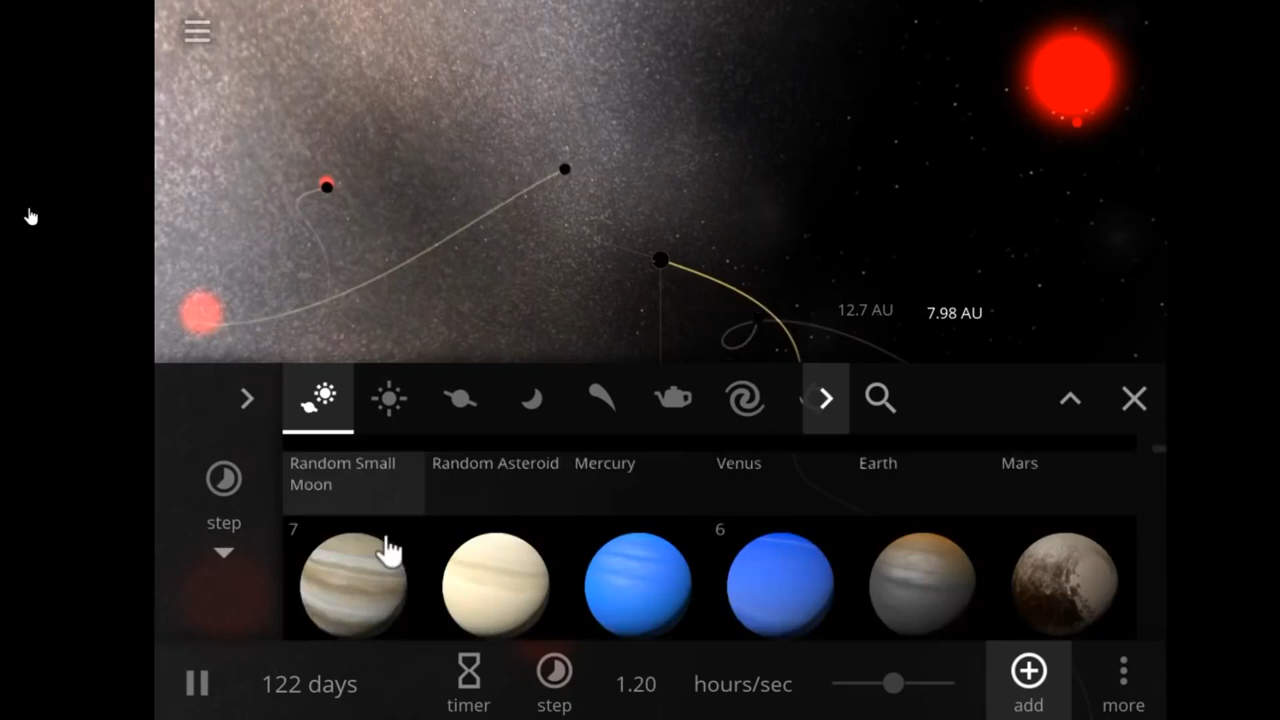 12.7 AU
7.98 AU
Random Small
Moon
Random Asteroid
Mercury
Venus
Earth
Mars
step
7
6
122 days
timer
step
1.20
hours/sec
add
more